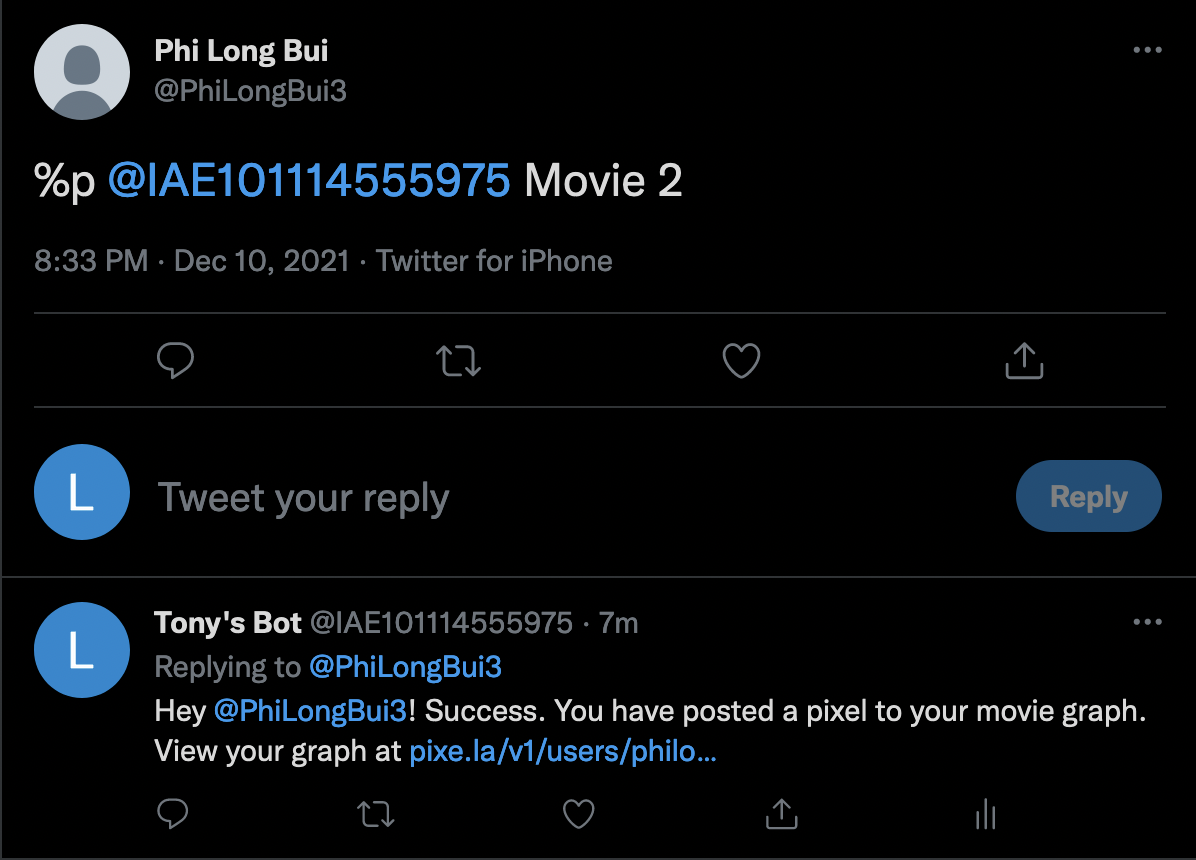 Phi Long Bui
@PhiLongBui3
%p @IAE101114555975 Movie 2
8:33 PM · Dec 10, 2021 · Twitter for iPhone
L
Tweet your reply
Reply
L
Tony's Bot @IAE101114555975 · 7m
Replying to @PhiLongBui3
Hey @PhiLongBui3! Success. You have posted a pixel to your movie graph.
View your graph at pixe.la/v1/users/philo...